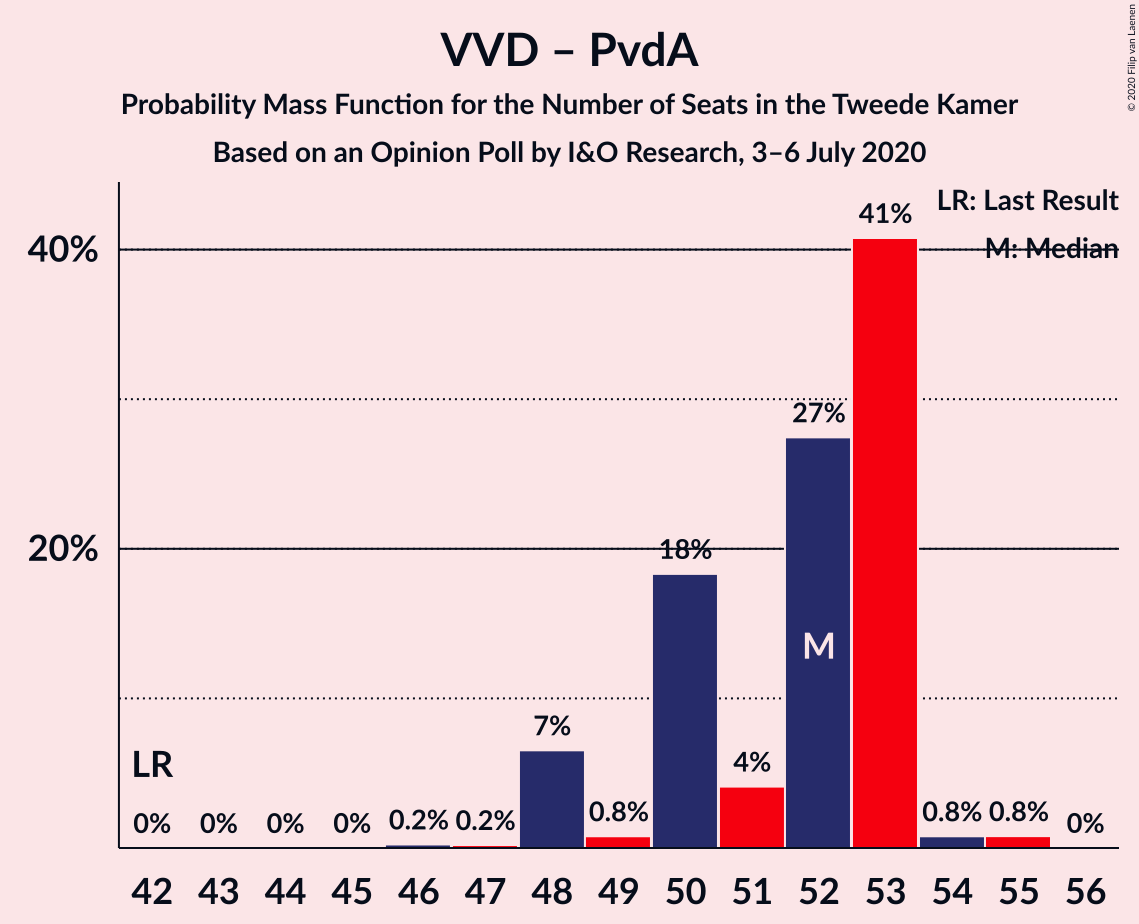 VVD – PvdA
Probability Mass Function for the Number of Seats in the Tweede Kamer
Based on an Opinion Poll by I&O Research, 3–6 July 2020
© 2020 Filip van Laenen
LR: Last Result
M: Median
40%
20%
LR
M
0% 0% 0% 0% 0.2% 0.2% 7% 0.8% 18% 4% 27% 41% 0.8% 0.8% 0%
42 43 44 45 46 47 48 49 50 51 52 53 54 55 56